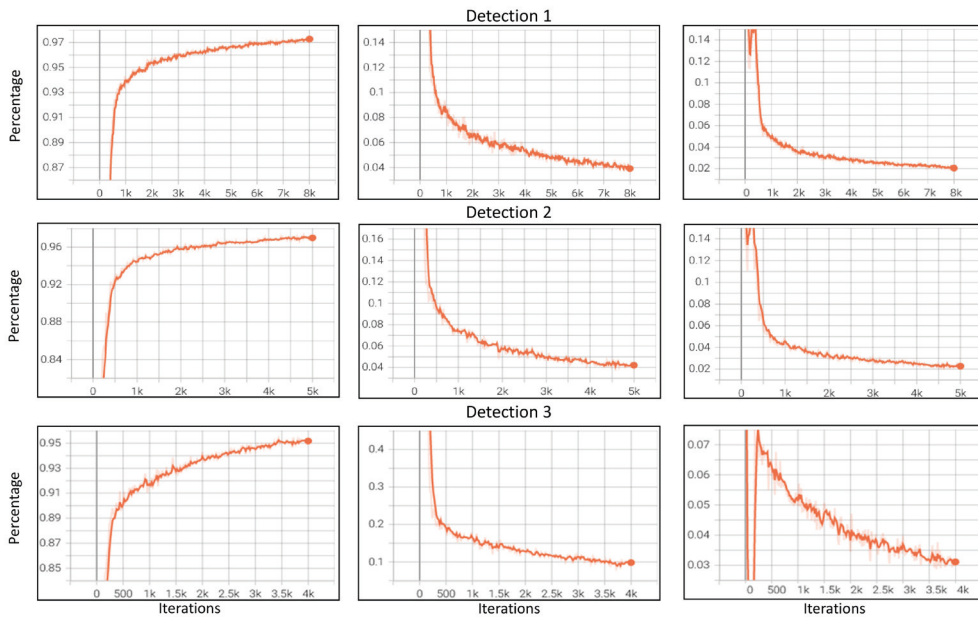 Detection 1
Percentage
0.97
0.95
0.93
0.91
0.89
0.87
0 1k 2k 3k 4k 5k 6k 7k 8k
0.14
0.12
0.1
0.08
0.06
0.04
0 1k 2k 3k 4k 5k 6k 7k 8k
0.14
0.12
0.1
0.08
0.06
0.04
0.02
0 1k 2k 3k 4k 5k 6k 7k 8k
Detection 2
Percentage
0.96
0.92
0.88
0.84
0 1k 2k 3k 4k 5k
0.16
0.14
0.12
0.1
0.08
0.06
0.04
0 1k 2k 3k 4k 5k
0.14
0.12
0.1
0.08
0.06
0.04
0.02
0 1k 2k 3k 4k 5k
Detection 3
Percentage
0.95
0.93
0.91
0.89
0.87
0.85
0 500 1k 1.5k 2k 2.5k 3k 3.5k 4k
Iterations
0.4
0.3
0.2
0.1
0 500 1k 1.5k 2k 2.5k 3k 3.5k 4k
Iterations
0.07
0.06
0.05
0.04
0.03
0 500 1k 1.5k 2k 2.5k 3k 3.5k 4k
Iterations